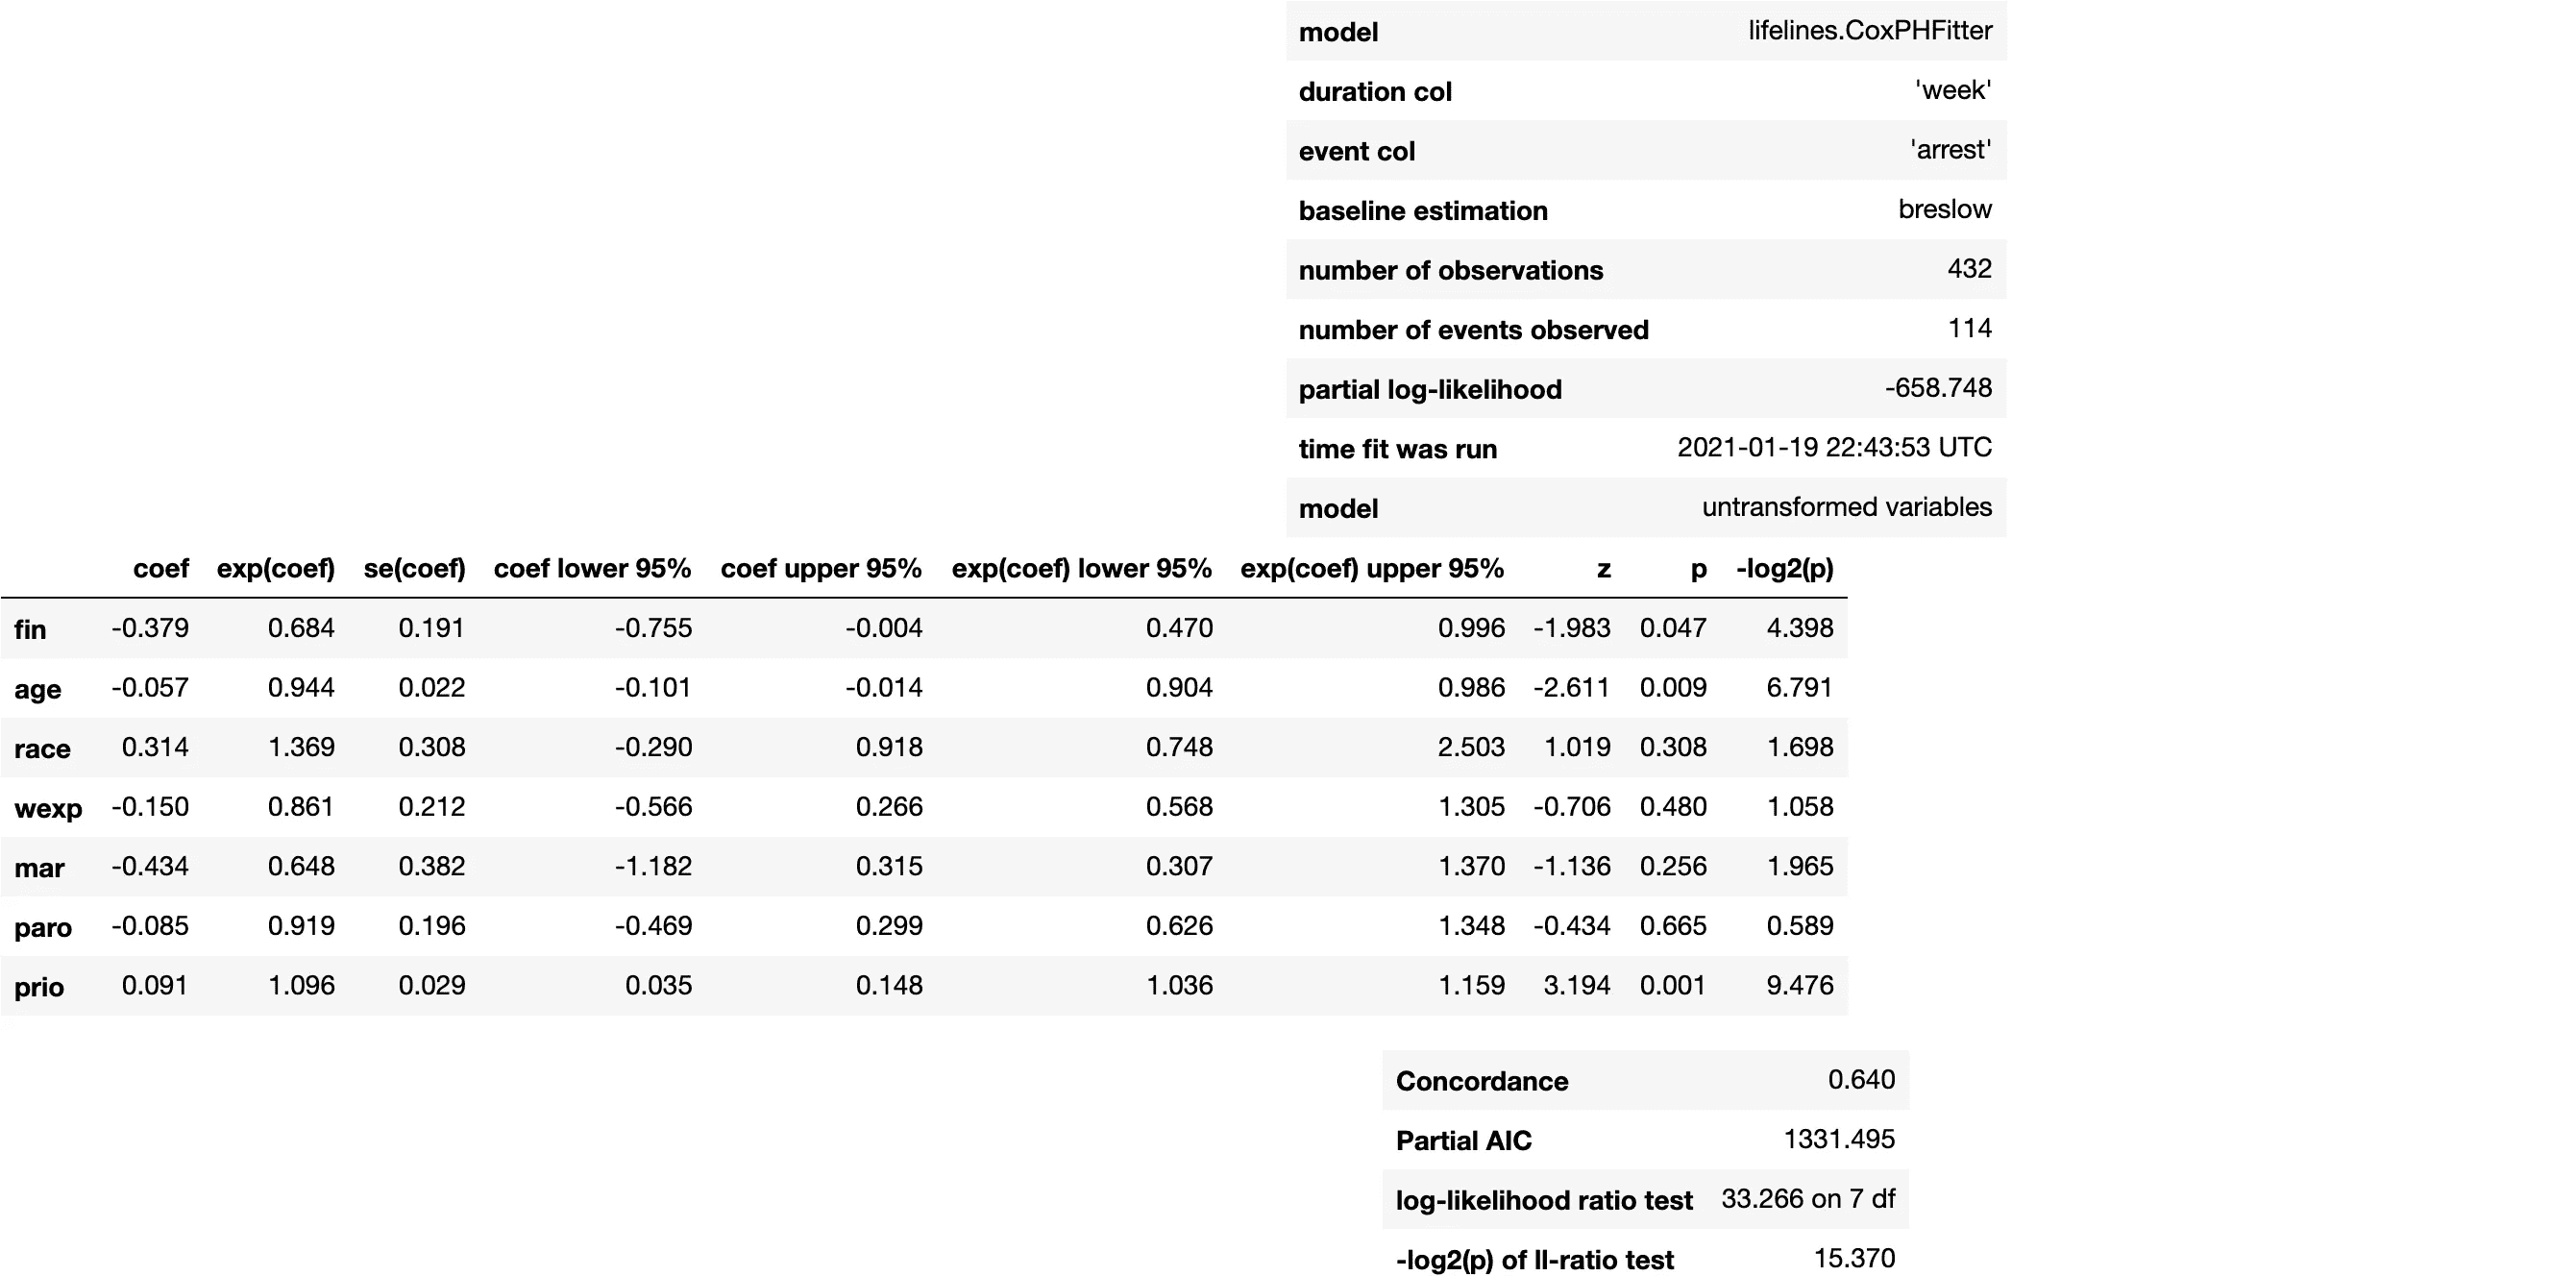 model lifelines.CoxPHFitter
duration col 'week'
event col 'arrest'
baseline estimation breslow
number of observations 432
number of events observed 114
partial log-likelihood -658.748
time fit was run 2021-01-19 22:43:53 UTC
model untransformed variables
coef exp(coef) se(coef) coef lower 95% coef upper 95% exp(coef) lower 95% exp(coef) upper 95% z p -log2(p)
fin -0.379 0.684 0.191 -0.755 -0.004 0.470 0.996 -1.983 0.047 4.398
age -0.057 0.944 0.022 -0.101 -0.014 0.904 0.986 -2.611 0.009 6.791
race 0.314 1.369 0.308 -0.290 0.918 0.748 2.503 1.019 0.308 1.698
wexp -0.150 0.861 0.212 -0.566 0.266 0.568 1.305 -0.706 0.480 1.058
mar -0.434 0.648 0.382 -1.182 0.315 0.307 1.370 -1.136 0.256 1.965
paro -0.085 0.919 0.196 -0.469 0.299 0.626 1.348 -0.434 0.665 0.589
prio 0.091 1.096 0.029 0.035 0.148 1.036 1.159 3.194 0.001 9.476
Concordance 0.640
Partial AIC 1331.495
log-likelihood ratio test 33.266 on 7 df
-log2(p) of ll-ratio test 15.370